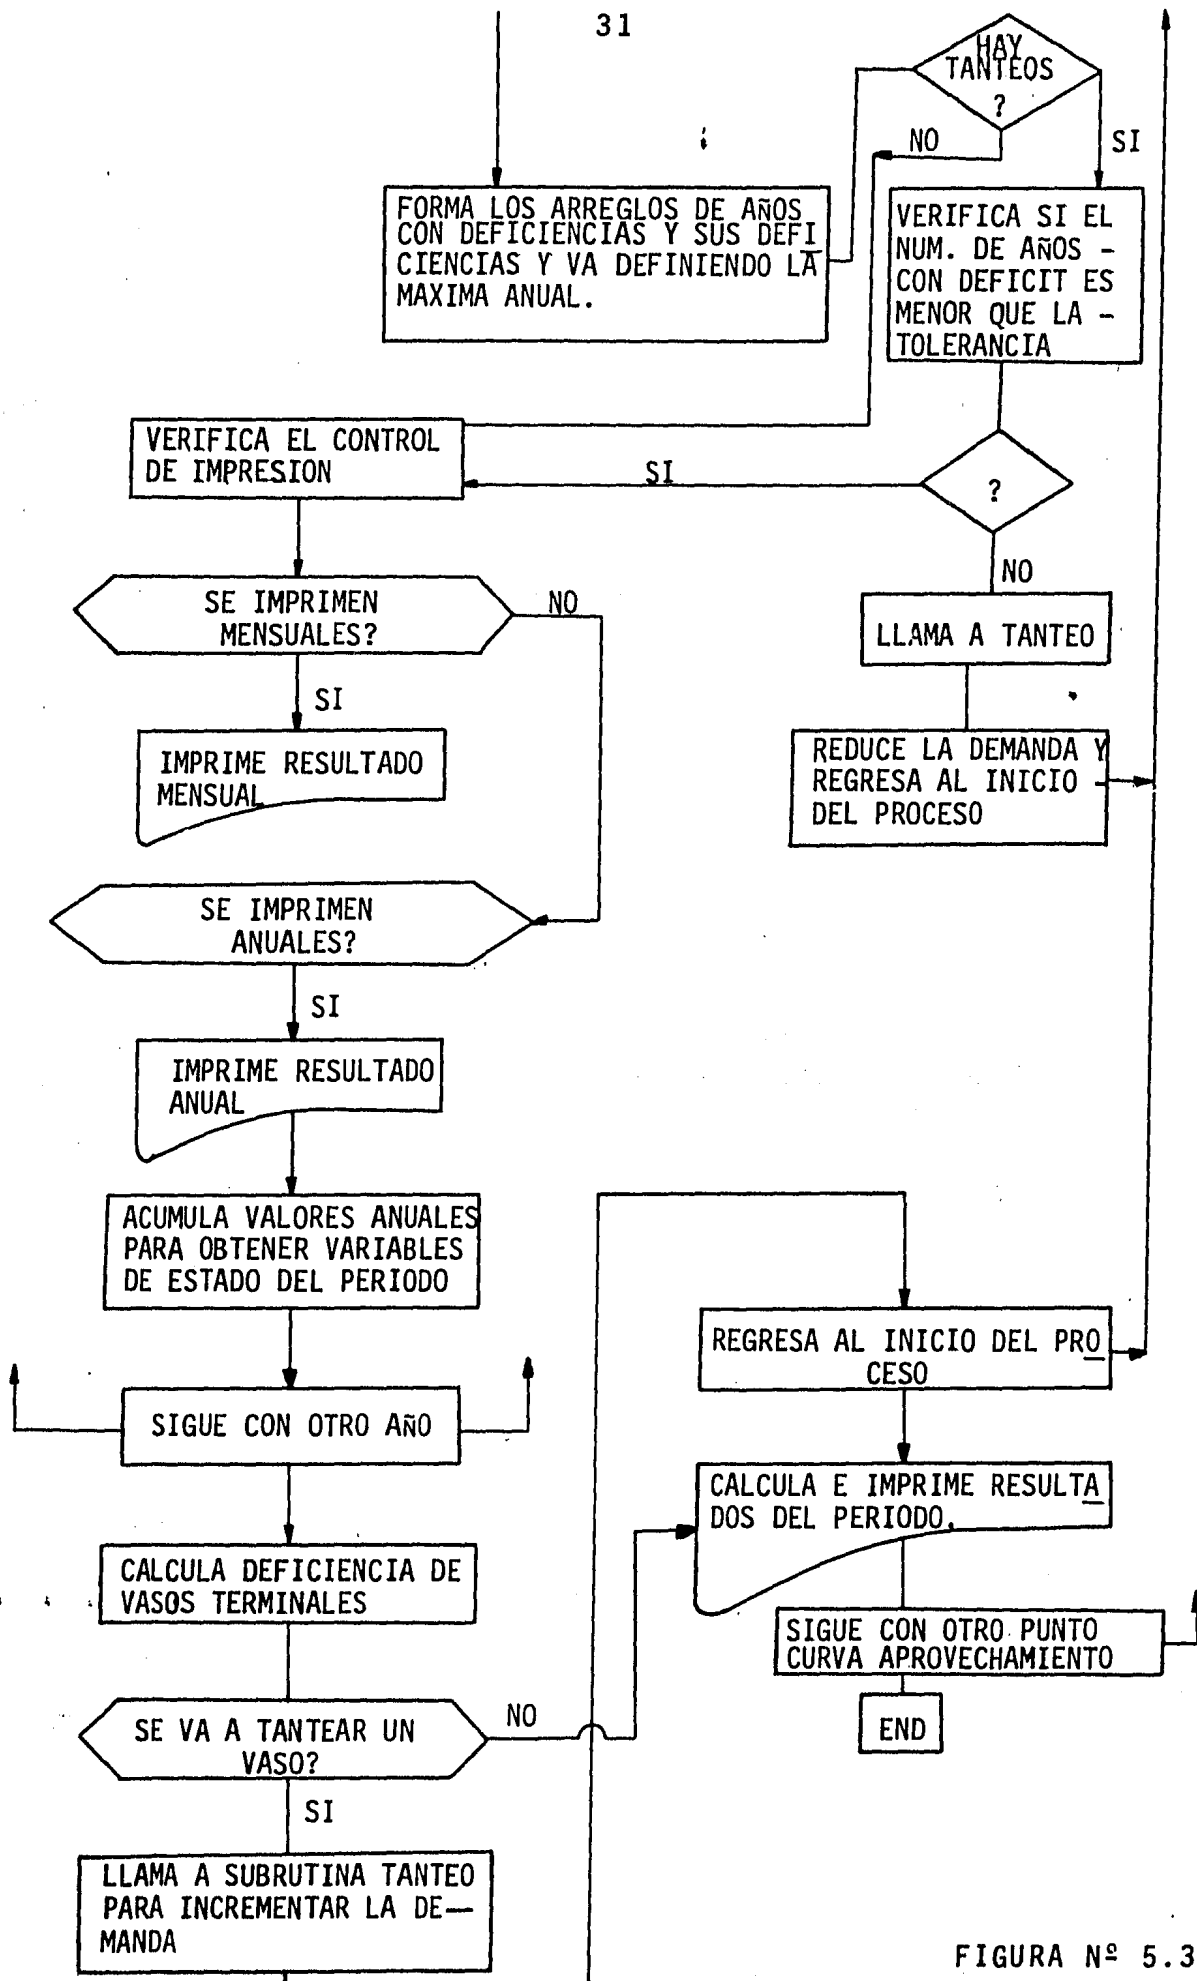 31
HAY
TANTEOS
?
NO
SI
FORMA LOS ARREGLOS DE AÑOS
CON DEFICIENCIAS Y SUS DEFI
CIENCIAS Y VA DEFINIENDO LA
MAXIMA ANUAL.
VERIFICA SI EL
NUM. DE AÑOS -
CON DEFICIT ES
MENOR QUE LA -
TOLERANCIA
VERIFICA EL CONTROL
DE IMPRESION
SI
?
NO
SE IMPRIMEN
MENSUALES?
NO
LLAMA A TANTEO
SI
IMPRIME RESULTADO
MENSUAL
REDUCE LA DEMANDA Y
REGRESA AL INICIO -
DEL PROCESO
SE IMPRIMEN
ANUALES?
SI
IMPRIME RESULTADO
ANUAL
ACUMULA VALORES ANUALES
PARA OBTENER VARIABLES
DE ESTADO DEL PERIODO
REGRESA AL INICIO DEL PRO
CESO
SIGUE CON OTRO AÑO
CALCULA E IMPRIME RESULTA
DOS DEL PERIODO.
CALCULA DEFICIENCIA DE
VASOS TERMINALES
SIGUE CON OTRO PUNTO
CURVA APROVECHAMIENTO
END
SE VA A TANTEAR UN
VASO?
NO
SI
LLAMA A SUBRUTINA TANTEO
PARA INCREMENTAR LA DE—
MANDA
FIGURA Nº 5.3